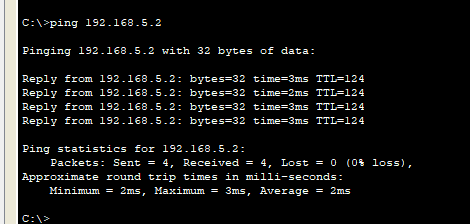 C:\>ping 192.168.5.2
Pinging 192.168.5.2 with 32 bytes of data:
Reply from 192.168.5.2: bytes=32 time=3ms TTL=124
Reply from 192.168.5.2: bytes=32 time=2ms TTL=124
Reply from 192.168.5.2: bytes=32 time=3ms TTL=124
Reply from 192.168.5.2: bytes=32 time=3ms TTL=124
Ping statistics for 192.168.5.2:
    Packets: Sent = 4, Received = 4, Lost = 0 (0% loss),
Approximate round trip times in milli-seconds:
    Minimum = 2ms, Maximum = 3ms, Average = 2ms
C:\>